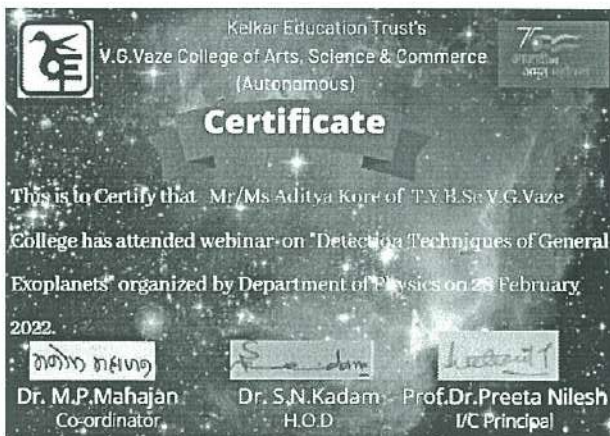 Kelkar Education Trust's
V.G.Vaze College of Arts, Science & Commerce
(Autonomous)
Certificate
This is to Certify that Mr/Ms Aditya Kore of T.Y.B.Sc V.G.Vaze
College has attended webinar on "Detection Techniques of General
Exoplanets" organized by Department of Physics on 28 February
2022.
Dr. M.P.Mahajan
Dr. S.N.Kadam
Prof.Dr.Preeta Nilesh
Co-ordinator
H.O.D
I/C Principal